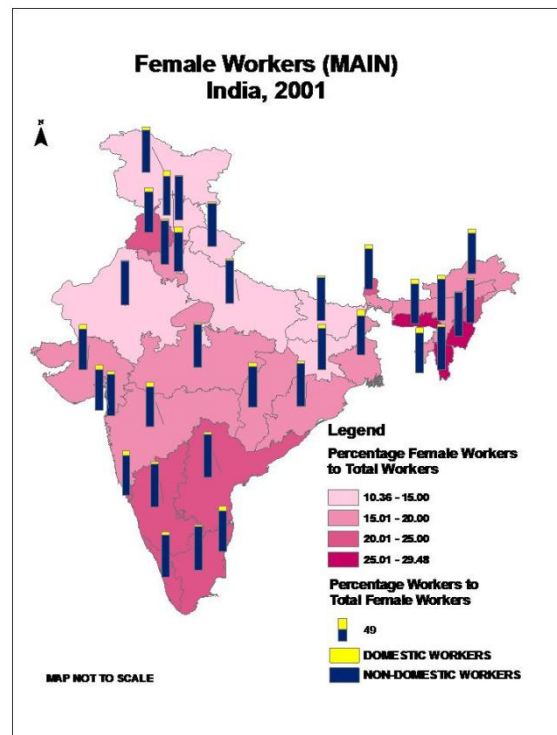 Female Workers (MAIN)
India, 2001
N
Legend
Percentage Female Workers
to Total Workers
10.36 - 15.00
15.01 - 20.00
20.01 - 25.00
25.01 - 29.48
Percentage Workers to
Total Female Workers
49
DOMESTIC WORKERS
NON-DOMESTIC WORKERS
MAP NOT TO SCALE